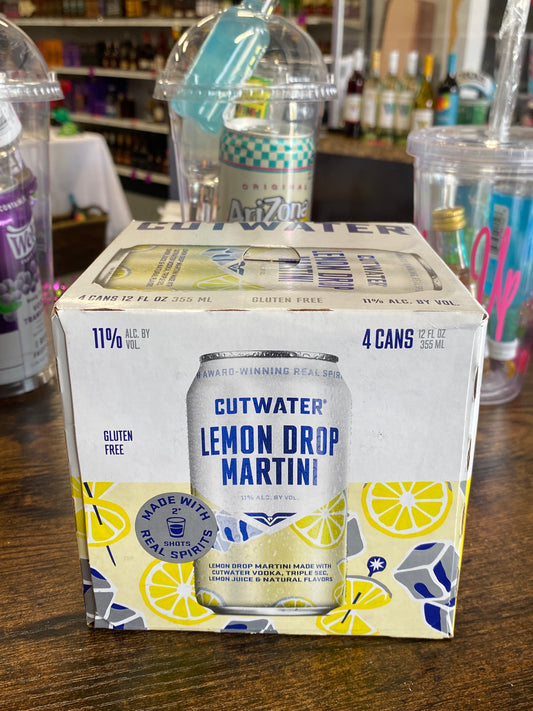 ORIGINAL
AriZona
CUTWATER
LEMON DROP
4 CANS 12 FL OZ 355 ML
GLUTEN FREE
11% ALC. BY VOL.
11% ALC. BY
VOL.
4 CANS 12 FL OZ
355 ML
AWARD-WINNING REAL SPIRI
CUTWATER
LEMON DROP
MARTINI
11% ALC. BY VOL.
GLUTEN
FREE
MADE WITH
2*
SHOTS
REAL SPIRITS
LEMON DROP MARTINI MADE WITH
CUTWATER VODKA, TRIPLE SEC,
LEMON JUICE & NATURAL FLAVORS